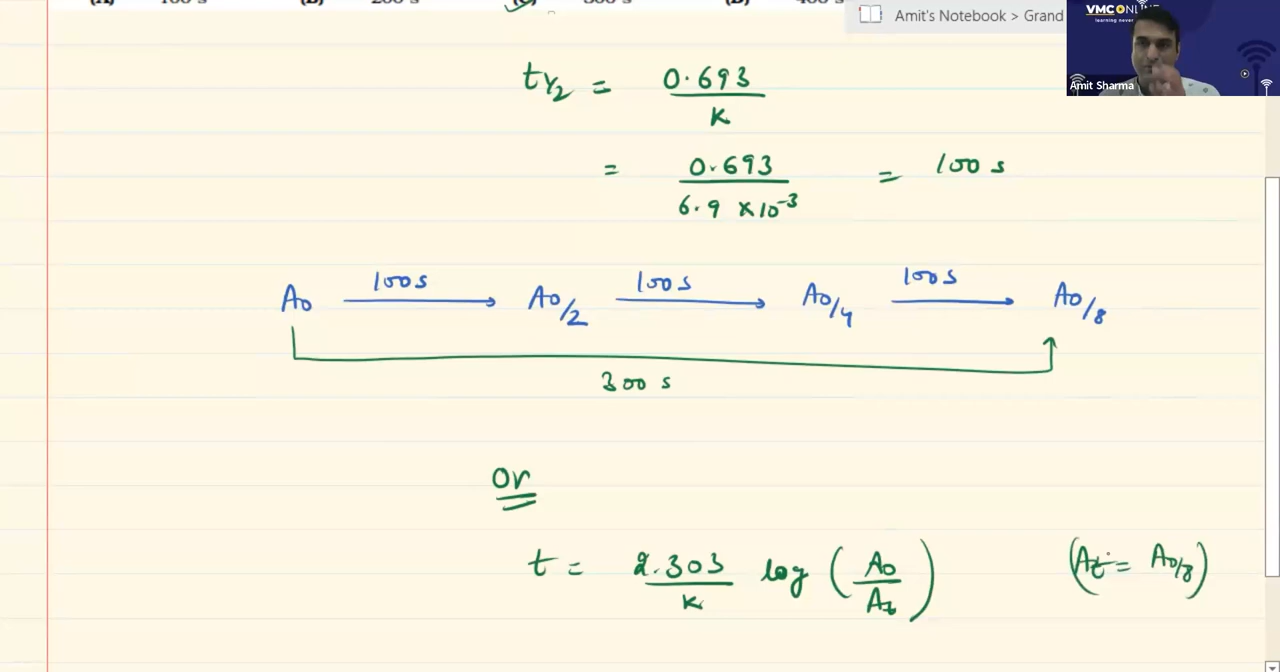 Amit's Notebook > Grand
VMC ONLINE
Amit Sharma
t1/2 = 0.693 / K
= 0.693 / 6.9 × 10⁻³ = 100 s
A0 100 s → A0/2 100 s → A0/4 100 s → A0/8
300 s
Or
t = 2.303 / K log (A0 / At) (At = A0/8)